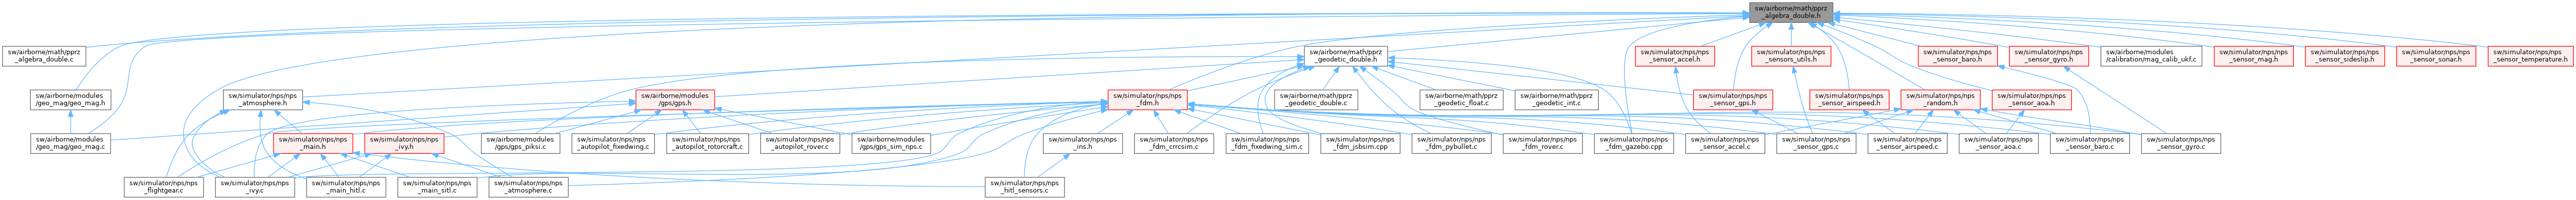 sw/airborne/math/pprz
_algebra_double.h
sw/airborne/math/pprz
_algebra_double.c
sw/airborne/math/pprz
_geodetic_double.h
sw/simulator/nps/nps
_sensor_accel.h
sw/simulator/nps/nps
_sensors_utils.h
sw/simulator/nps/nps
_sensor_baro.h
sw/simulator/nps/nps
_sensor_gyro.h
sw/airborne/modules
/calibration/mag_calib_ukf.c
sw/simulator/nps/nps
_sensor_mag.h
sw/simulator/nps/nps
_sensor_sideslip.h
sw/simulator/nps/nps
_sensor_sonar.h
sw/simulator/nps/nps
_sensor_temperature.h
sw/airborne/modules
/geo_mag/geo_mag.h
sw/simulator/nps/nps
_atmosphere.h
sw/airborne/modules
/gps/gps.h
sw/simulator/nps/nps
_fdm.h
sw/airborne/math/pprz
_geodetic_double.c
sw/airborne/math/pprz
_geodetic_float.c
sw/airborne/math/pprz
_geodetic_int.c
sw/simulator/nps/nps
_sensor_gps.h
sw/simulator/nps/nps
_sensor_airspeed.h
sw/simulator/nps/nps
_random.h
sw/simulator/nps/nps
_sensor_aoa.h
sw/airborne/modules
/geo_mag/geo_mag.c
sw/simulator/nps/nps
_main.h
sw/simulator/nps/nps
_ivy.h
sw/airborne/modules
/gps/gps_piksi.c
sw/simulator/nps/nps
_autopilot_fixedwing.c
sw/simulator/nps/nps
_autopilot_rotorcraft.c
sw/simulator/nps/nps
_autopilot_rover.c
sw/airborne/modules
/gps/gps_sim_nps.c
sw/simulator/nps/nps
_ins.h
sw/simulator/nps/nps
_fdm_crrcsim.c
sw/simulator/nps/nps
_fdm_fixedwing_sim.c
sw/simulator/nps/nps
_fdm_jsbsim.cpp
sw/simulator/nps/nps
_fdm_pybullet.c
sw/simulator/nps/nps
_fdm_rover.c
sw/simulator/nps/nps
_fdm_gazebo.cpp
sw/simulator/nps/nps
_sensor_accel.c
sw/simulator/nps/nps
_sensor_gps.c
sw/simulator/nps/nps
_sensor_airspeed.c
sw/simulator/nps/nps
_sensor_aoa.c
sw/simulator/nps/nps
_sensor_baro.c
sw/simulator/nps/nps
_sensor_gyro.c
sw/simulator/nps/nps
_flightgear.c
sw/simulator/nps/nps
_ivy.c
sw/simulator/nps/nps
_main_hitl.c
sw/simulator/nps/nps
_main_sitl.c
sw/simulator/nps/nps
_atmosphere.c
sw/simulator/nps/nps
_hitl_sensors.c